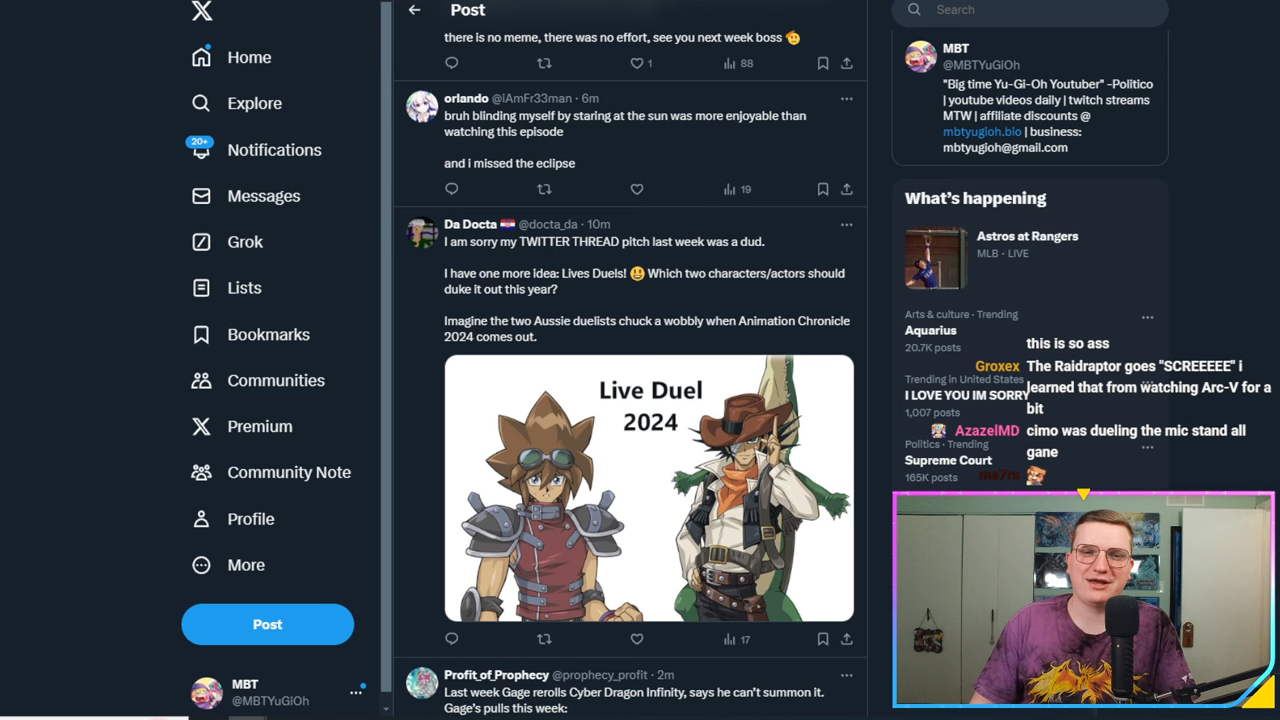 Home
Explore
20+
Notifications
Messages
Grok
Lists
Bookmarks
Communities
Premium
Community Note
Profile
More
Post
MBT
@MBTYuGiOh
Post
there is no meme, there was no effort, see you next week boss
1
88
orlando @IAmFr33man · 6m
bruh blinding myself by staring at the sun was more enjoyable than
watching this episode
and i missed the eclipse
19
Da Docta @docta_da · 10m
I am sorry my TWITTER THREAD pitch last week was a dud.
I have one more idea: Lives Duels! Which two characters/actors should
duke it out this year?
Imagine the two Aussie duelists chuck a wobbly when Animation Chronicle
2024 comes out.
Live Duel
2024
17
Profit_of_Prophecy @prophecy_profit · 2m
Last week Gage rerolls Cyber Dragon Infinity, says he can't summon it.
Gage's pulls this week:
Search
MBT
@MBTYuGiOh
"Big time Yu-Gi-Oh Youtuber" -Politico
| youtube videos daily | twitch streams
MTW | affiliate discounts @
mbtyugioh.bio | business:
mbtyugioh@gmail.com
What's happening
Astros at Rangers
MLB · LIVE
Arts & culture · Trending
Aquarius
20.7K posts
Trending in United States
I LOVE YOU IM SORRY
1,007 posts
Politics · Trending
Supreme Court
165K posts
this is so ass
Groxex The Raidraptor goes "SCREEEEE" i
learned that from watching Arc-V for a
bit
AzazelMD cimo was dueling the mic stand all
gane